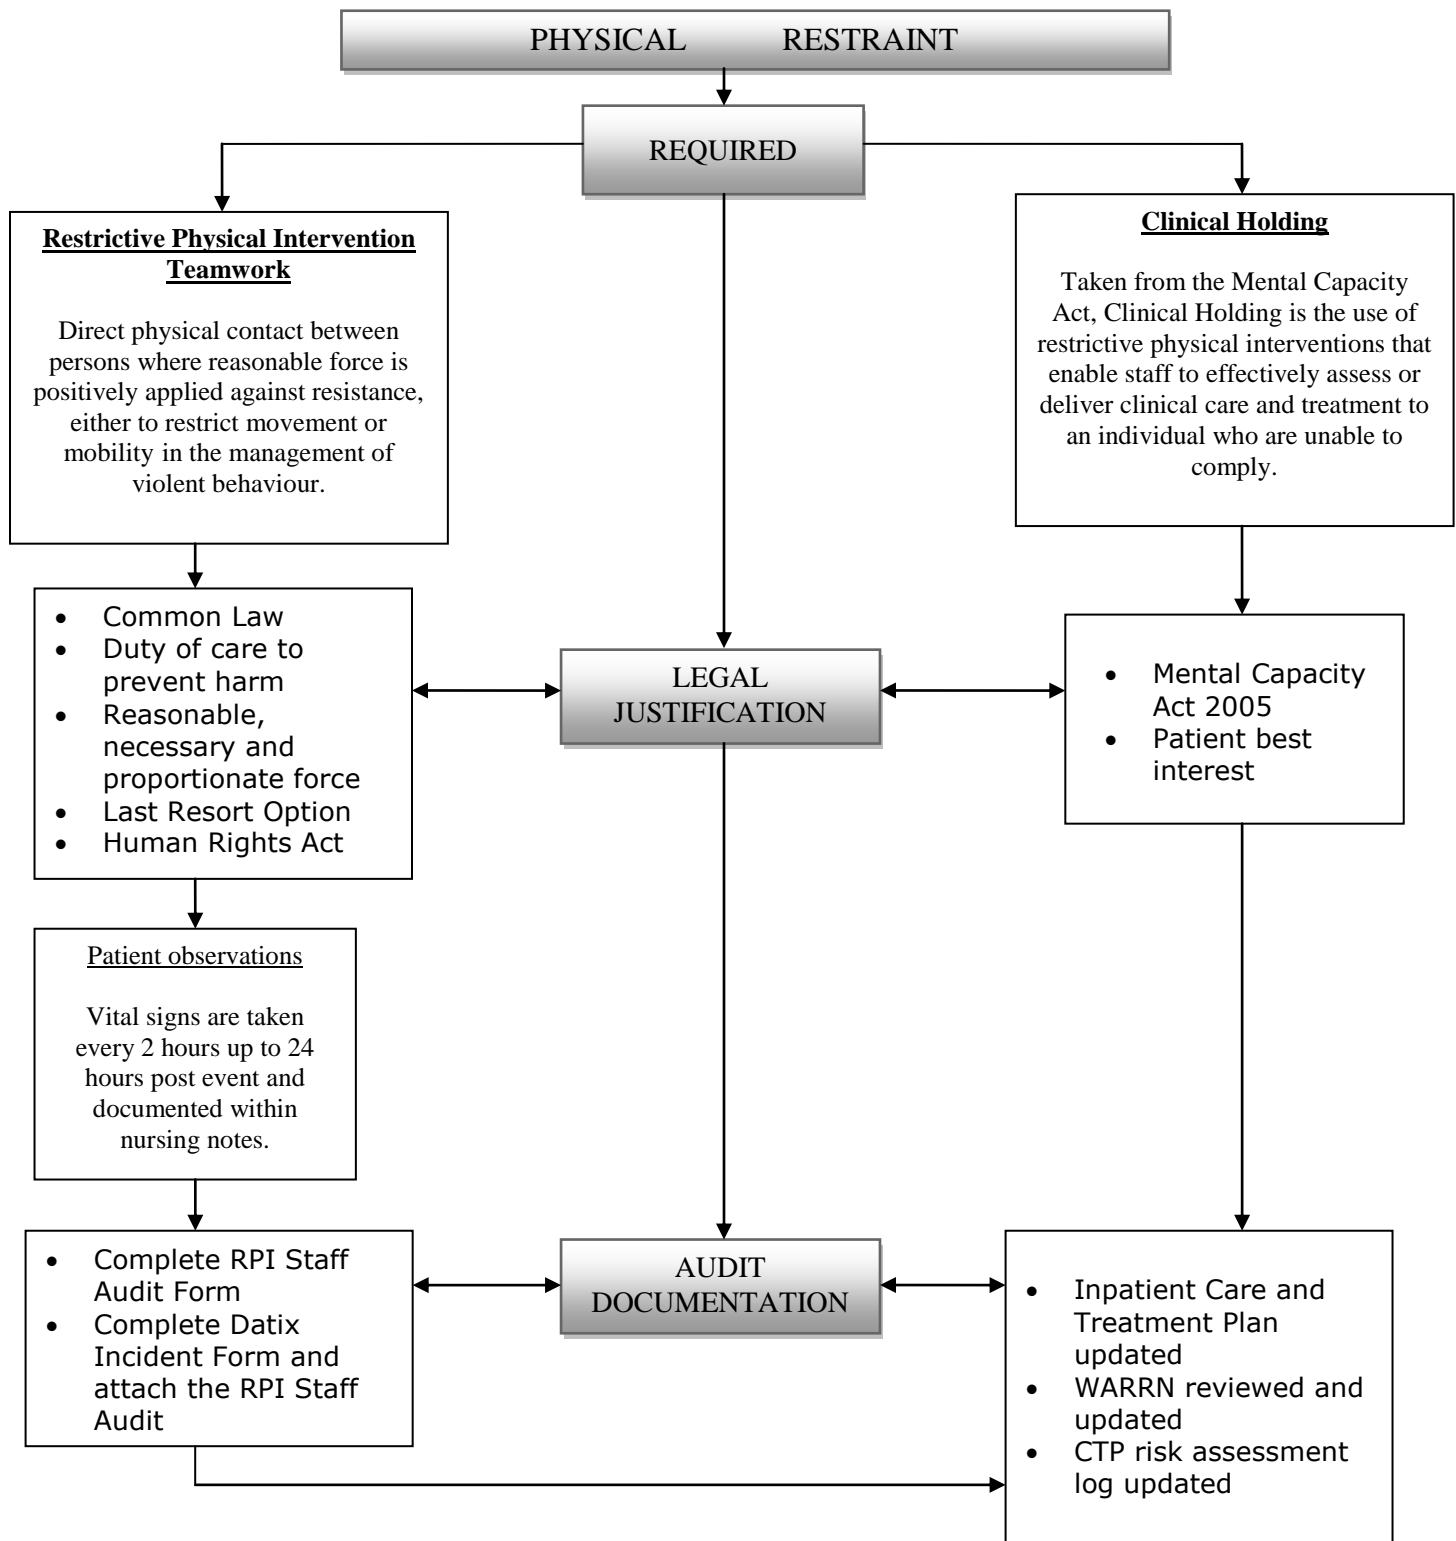 PHYSICAL RESTRAINT
REQUIRED
Restrictive Physical Intervention
Teamwork
Direct physical contact between
persons where reasonable force is
positively applied against resistance,
either to restrict movement or
mobility in the management of
violent behaviour.
Clinical Holding
Taken from the Mental Capacity
Act, Clinical Holding is the use of
restrictive physical interventions that
enable staff to effectively assess or
deliver clinical care and treatment to
an individual who are unable to
comply.
• Common Law
• Duty of care to
prevent harm
• Reasonable,
necessary and
proportionate force
• Last Resort Option
• Human Rights Act
LEGAL
JUSTIFICATION
• Mental Capacity
Act 2005
• Patient best
interest
Patient observations
Vital signs are taken
every 2 hours up to 24
hours post event and
documented within
nursing notes.
• Complete RPI Staff
Audit Form
• Complete Datix
Incident Form and
attach the RPI Staff
Audit
AUDIT
DOCUMENTATION
• Inpatient Care and
Treatment Plan
updated
• WARRN reviewed and
updated
• CTP risk assessment
log updated